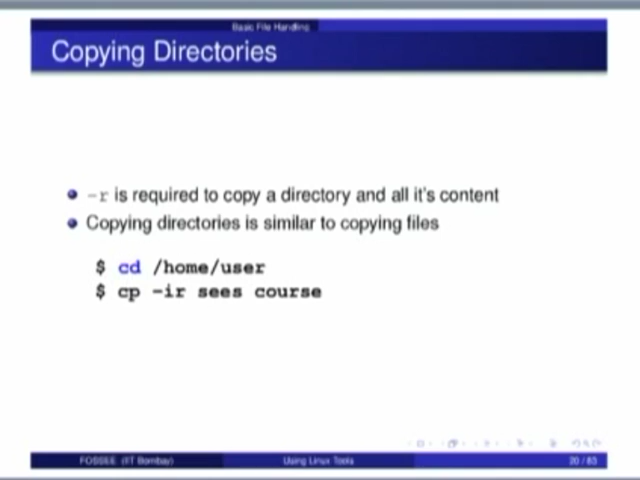 Basic File Handling
Copying Directories
-r is required to copy a directory and all it's content
Copying directories is similar to copying files
$ cd /home/user
$ cp -ir sees course
FOSSEE (IIT Bombay)
Using Linux Tools
20 / 83